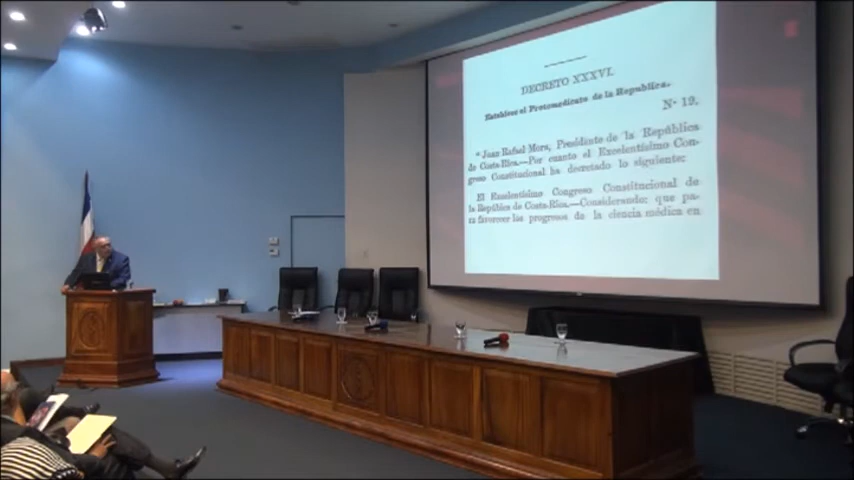 DECRETO XXXVI.
Establece el Protomedicato de la República.
Nº 19.
"Juan Rafael Mora, Presidente de la República
de Costa-Rica.—Por cuanto el Excelentísimo Con-
greso Constitucional ha decretado lo siguiente:
El Excelentísimo Congreso Constitucional de
la República de Costa-Rica.—Considerando: que pa-
ra favorecer los progresos de la ciencia médica en